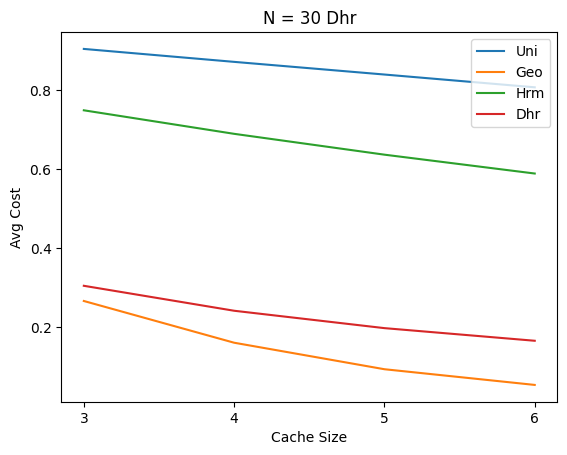 N = 30 Dhr
Uni
Geo
Hrm
Dhr
0.8
0.6
0.4
0.2
Avg Cost
3
4
5
6
Cache Size